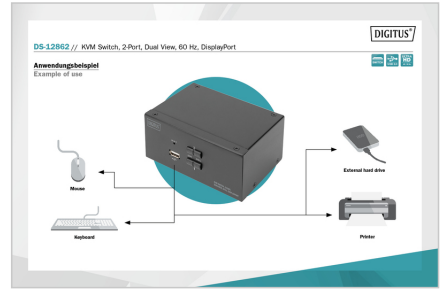 DIGITUS®
DS-12862 // KVM Switch, 2-Port, Dual View, 60 Hz, DisplayPort
Anwendungsbeispiel
Example of use
DIGITUS
Mouse
External hard drive
Keyboard
Printer